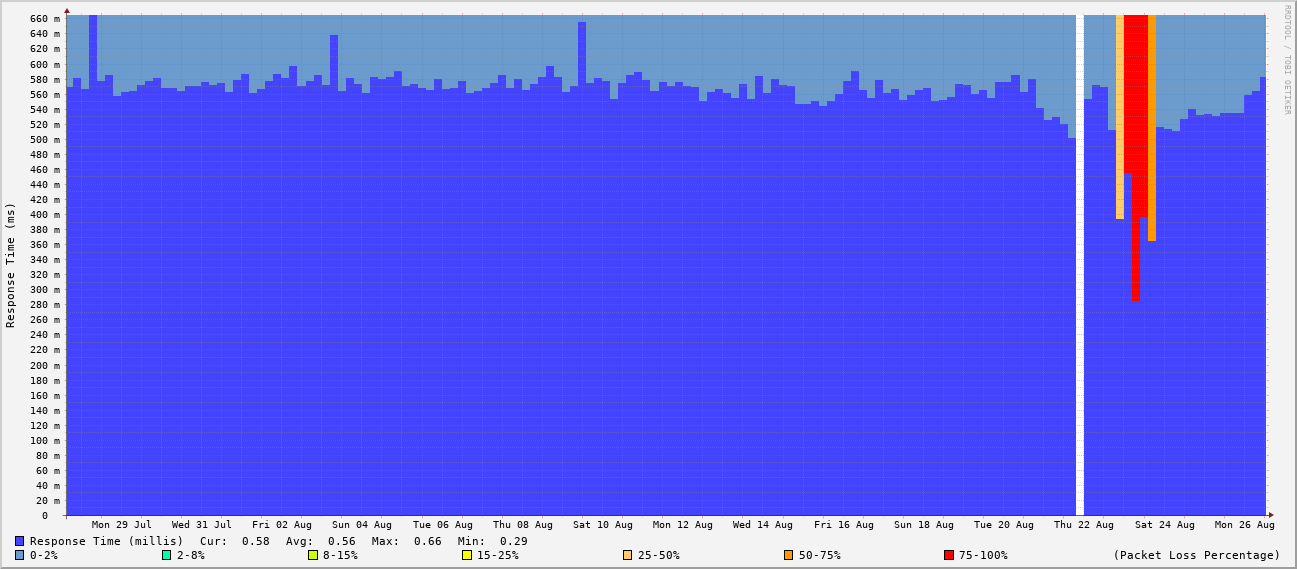 660 m
640 m
620 m
600 m
580 m
560 m
540 m
520 m
500 m
480 m
460 m
440 m
420 m
400 m
380 m
360 m
340 m
320 m
300 m
280 m
260 m
240 m
220 m
200 m
180 m
160 m
140 m
120 m
100 m
80 m
60 m
40 m
20 m
0
Response Time (ms)
RRDTOOL / TOBI OETIKER
Mon 29 Jul Wed 31 Jul Fri 02 Aug Sun 04 Aug Tue 06 Aug Thu 08 Aug Sat 10 Aug Mon 12 Aug Wed 14 Aug Fri 16 Aug Sun 18 Aug Tue 20 Aug Thu 22 Aug Sat 24 Aug Mon 26 Aug
Response Time (millis) Cur: 0.58 Avg: 0.56 Max: 0.66 Min: 0.29
0-2% 2-8% 8-15% 15-25% 25-50% 50-75% 75-100% (Packet Loss Percentage)